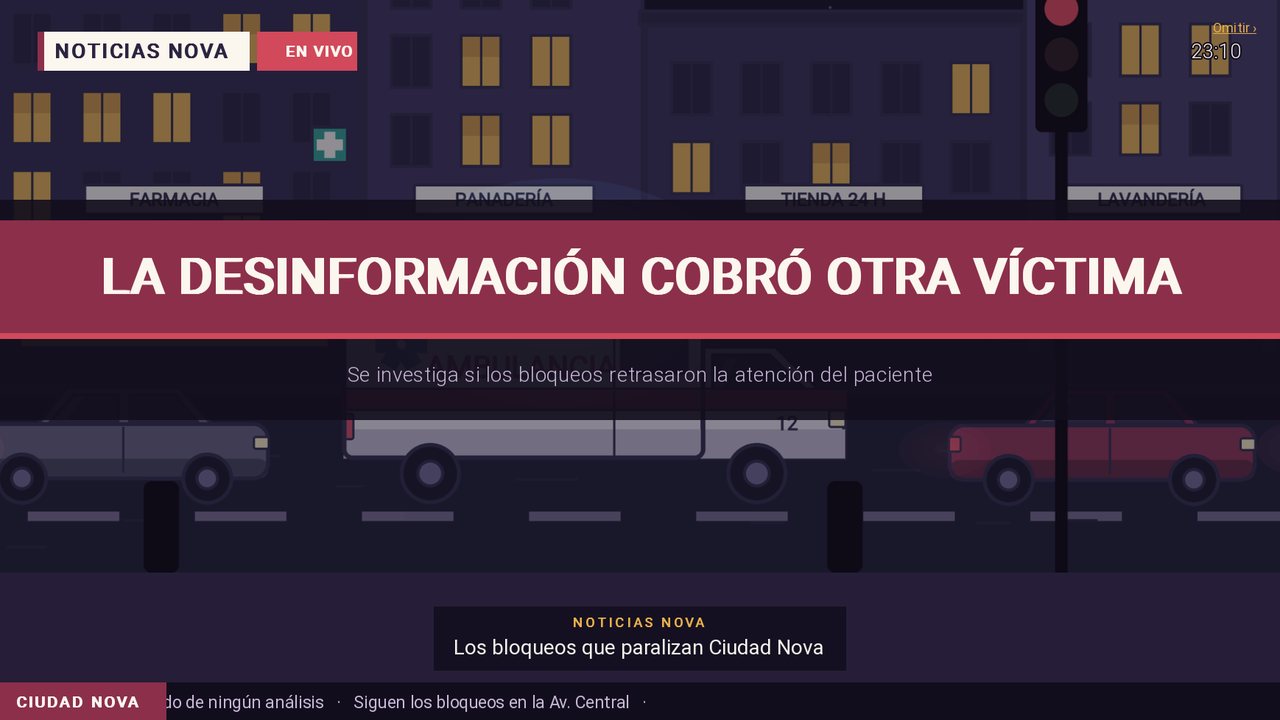 NOTICIAS NOVA
EN VIVO
Omitir ›
23:10
FARMACIA
PANADERÍA
TIENDA 24 H
LAVANDERÍA
LA DESINFORMACIÓN COBRÓ OTRA VÍCTIMA
AMBULANCIA
Se investiga si los bloqueos retrasaron la atención del paciente
12
NOTICIAS NOVA
Los bloqueos que paralizan Ciudad Nova
CIUDAD NOVA
do de ningún análisis · Siguen los bloqueos en la Av. Central ·